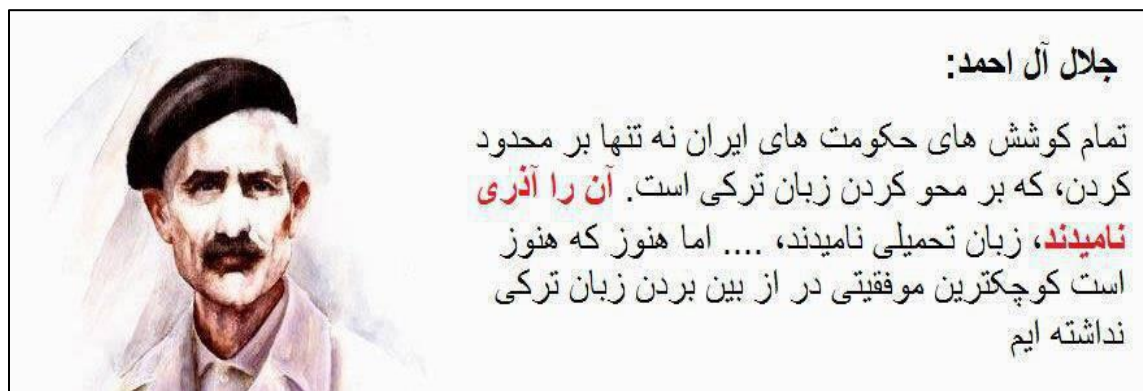 جلال آل احمد:
تمام کوشش های حکومت های ایران نه تنها بر محدود
کردن، که بر محو کردن زبان ترکی است. آن را آذری
نامیدند، زبان تحمیلی نامیدند، .... اما هنوز که هنوز
است کوچکترین موفقیتی در از بین بردن زبان ترکی
نداشته ایم